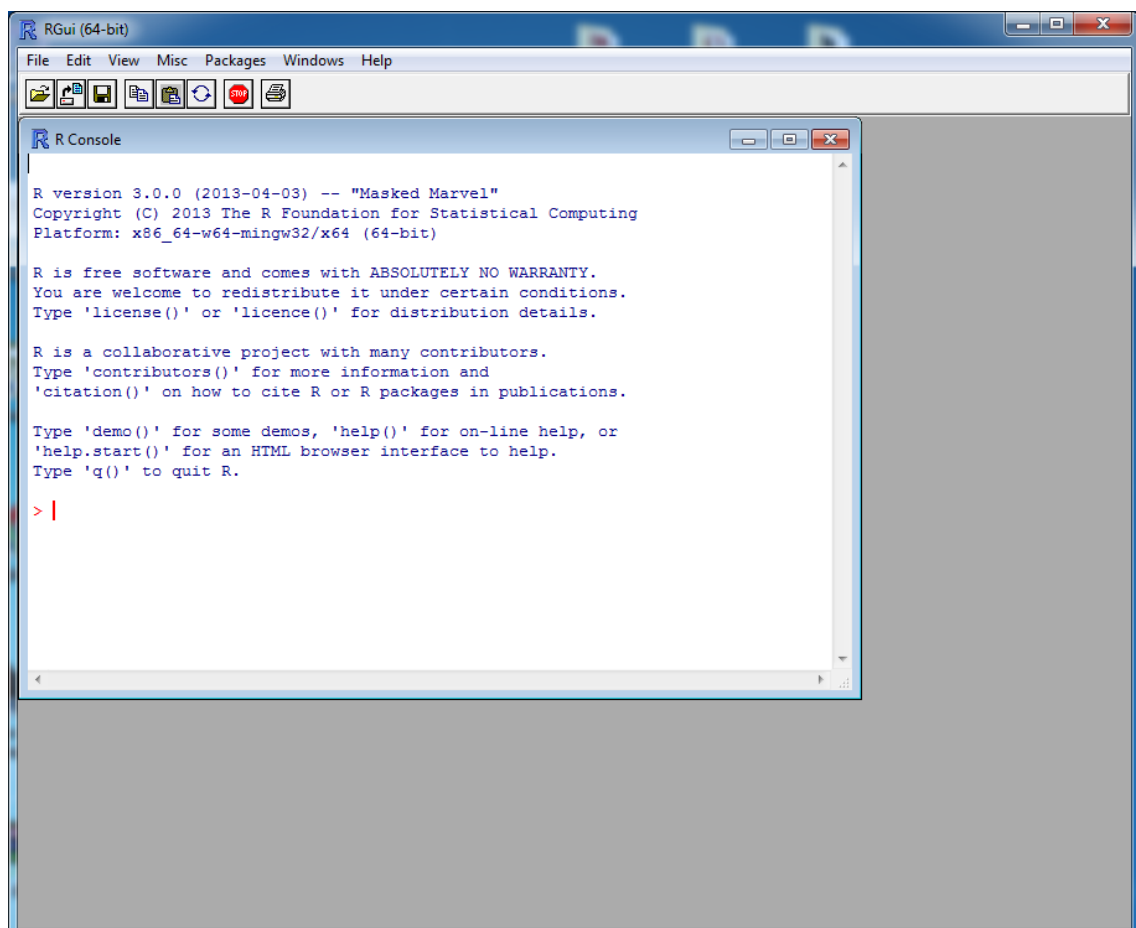 RGui (64-bit)
File Edit View Misc Packages Windows Help
STOP
R Console
R version 3.0.0 (2013-04-03) -- "Masked Marvel"
Copyright (C) 2013 The R Foundation for Statistical Computing
Platform: x86_64-w64-mingw32/x64 (64-bit)
R is free software and comes with ABSOLUTELY NO WARRANTY.
You are welcome to redistribute it under certain conditions.
Type 'license()' or 'licence()' for distribution details.
R is a collaborative project with many contributors.
Type 'contributors()' for more information and
'citation()' on how to cite R or R packages in publications.
Type 'demo()' for some demos, 'help()' for on-line help, or
'help.start()' for an HTML browser interface to help.
Type 'q()' to quit R.
>